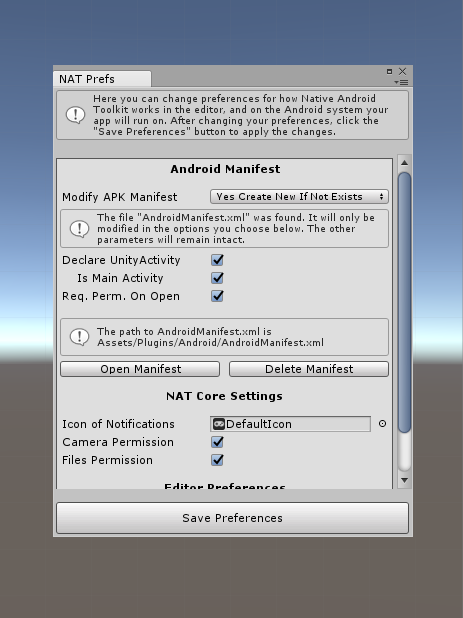 NAT Prefs
Here you can change preferences for how Native Android
Toolkit works in the editor, and on the Android system your
app will run on. After changing your preferences, click the
"Save Preferences" button to apply the changes.
Android Manifest
Modify APK Manifest Yes Create New If Not Exists
The file "AndroidManifest.xml" was found. It will only be
modified in the options you choose below. The other
parameters will remain intact.
Declare UnityActivity
Is Main Activity
Req. Perm. On Open
The path to AndroidManifest.xml is
Assets/Plugins/Android/AndroidManifest.xml
Open Manifest Delete Manifest
NAT Core Settings
Icon of Notifications DefaultIcon
Camera Permission
Files Permission
Editor Preferences
Save Preferences